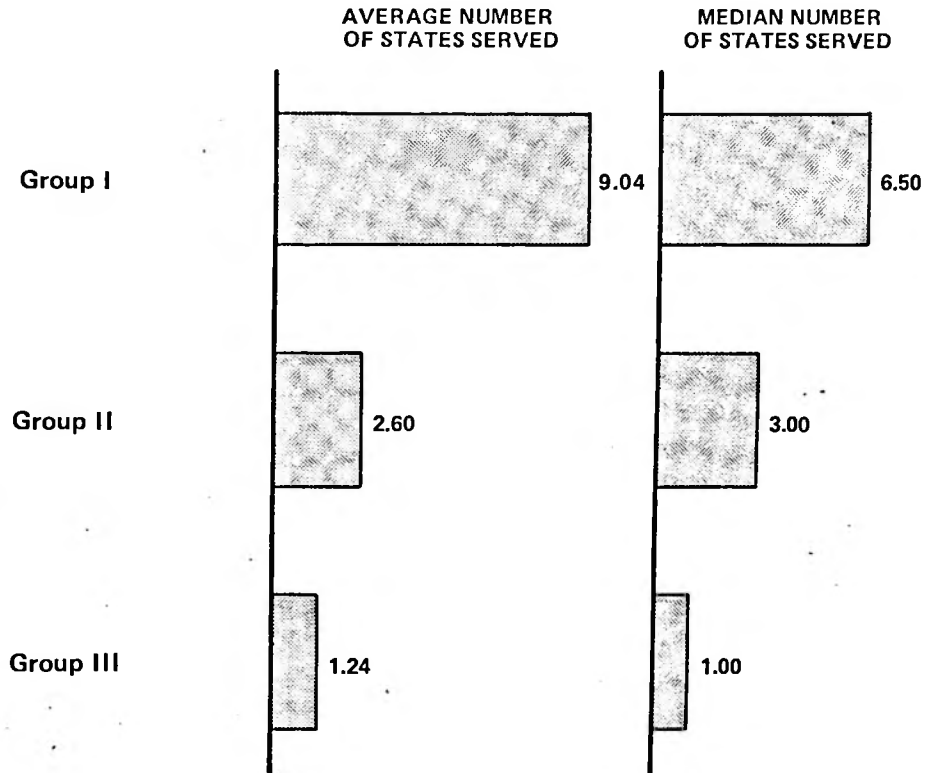 AVERAGE NUMBER
OF STATES SERVED
MEDIAN NUMBER
OF STATES SERVED
Group I
9.04
6.50
Group II
2.60
3.00
Group III
1.24
1.00